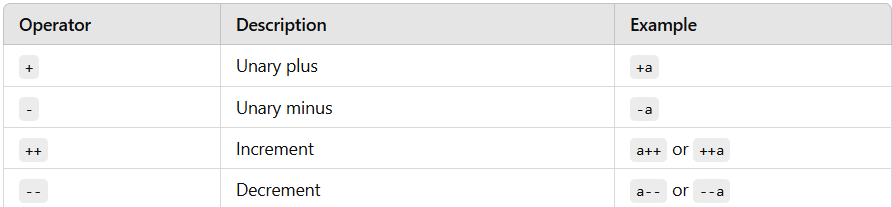 Operator Description Example
+ Unary plus +a
- Unary minus -a
++ Increment a++ or ++a
-- Decrement a-- or --a